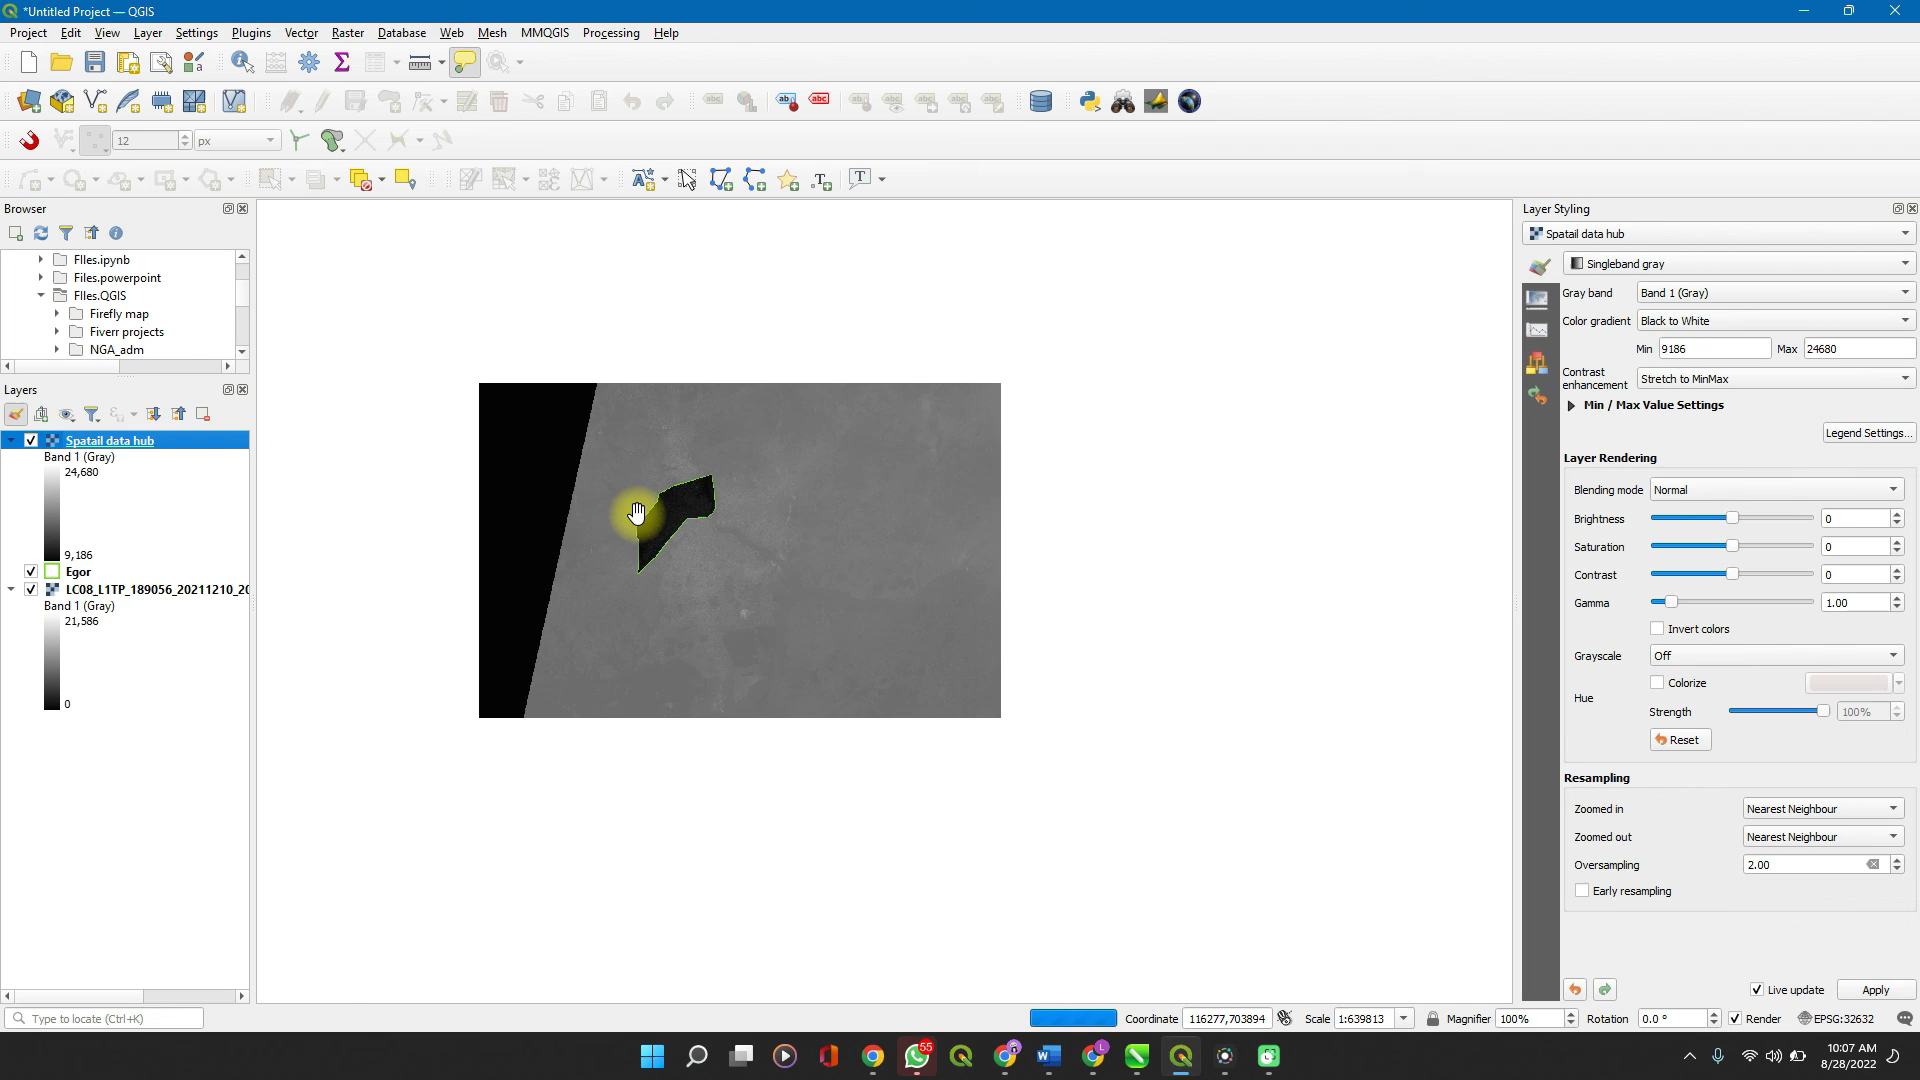 *Untitled Project — QGIS
Project Edit View Layer Settings Plugins Vector Raster Database Web Mesh MMQGIS Processing Help
12 px
Browser
FIles.ipynb
Files.powerpoint
FIles.QGIS
Firefly map
Fiverr projects
NGA_adm
Layers
Spatail data hub
Band 1 (Gray)
24,680
9,186
Egor
LC08_L1TP_189056_20211210_20
Band 1 (Gray)
21,586
0
Layer Styling
Spatail data hub
Singleband gray
Gray band Band 1 (Gray)
Color gradient Black to White
Min 9186 Max 24680
Contrast enhancement Stretch to MinMax
Min / Max Value Settings
Legend Settings...
Layer Rendering
Blending mode Normal
Brightness 0
Saturation 0
Contrast 0
Gamma 1.00
Invert colors
Grayscale Off
Hue Colorize
Strength 100%
Reset
Resampling
Zoomed in Nearest Neighbour
Zoomed out Nearest Neighbour
Oversampling 2.00
Early resampling
Live update Apply
Type to locate (Ctrl+K)
Coordinate 116277,703894 Scale 1:639813 Magnifier 100% Rotation 0.0 ° Render EPSG:32632
55
L
10:07 AM
8/28/2022